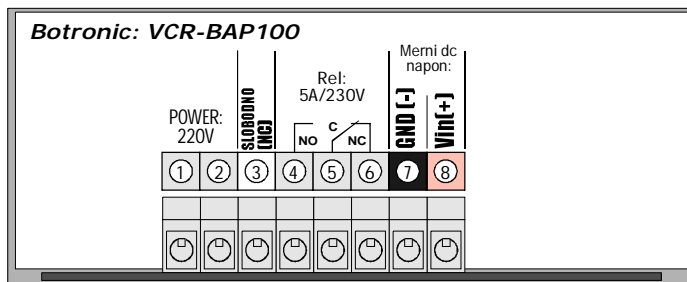 Botronic: VCR-BAP100
Merni dc
napon:
Rel:
5A/230V
POWER:
220V
SLOBODNO
(NC)
NO
C
NC
GND (-)
Vin(+)
1 2 3 4 5 6 7 8